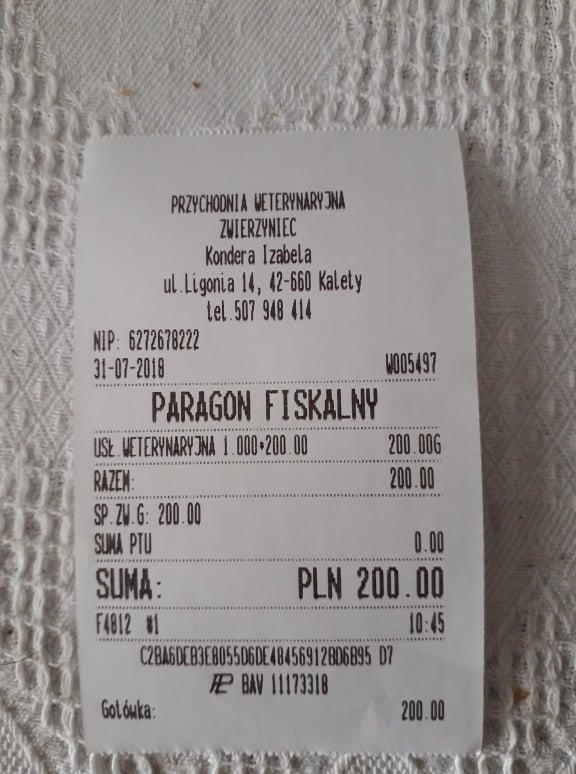 PRZYCHODNIA WETERYNARYJNA
ZWIERZYNIEC
Kondera Izabela
ul.Ligonia 14, 42-660 Kalety
tel.507 948 414
NIP: 6272678222
31-07-2018 W005497
PARAGON FISKALNY
USŁ.WETERYNARYJNA 1.000*200.00 200.00G
RAZEM: 200.00
SP.ZW.G: 200.00
SUMA PTU 0.00
SUMA: PLN 200.00
F4812 #1 10:45
C2BA6DEB3E8055D6DE48456912BD6B95 D7
BAV 11173318
Gotówka: 200.00